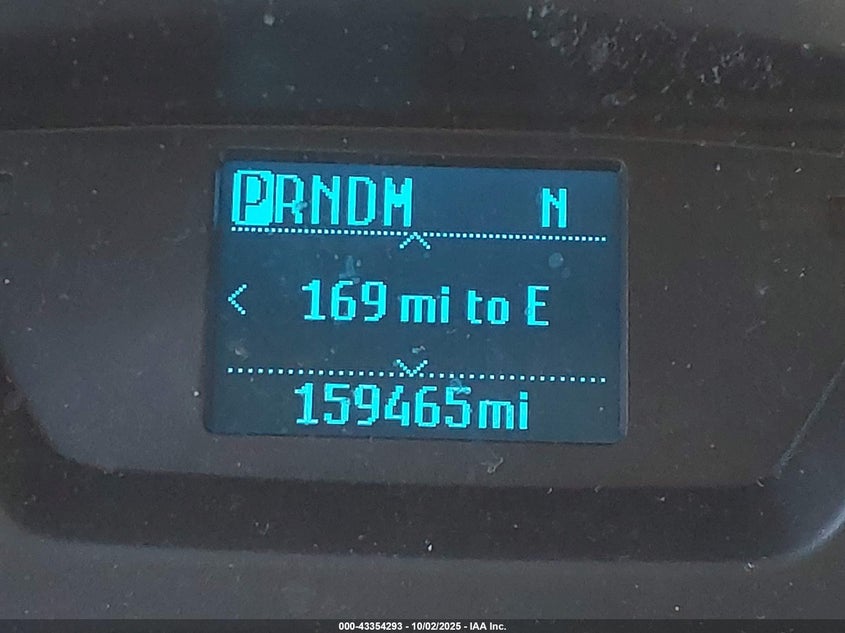 PRNDM N
169 mi to E
159465mi
000-43354293 - 10/02/2025 - IAA Inc.